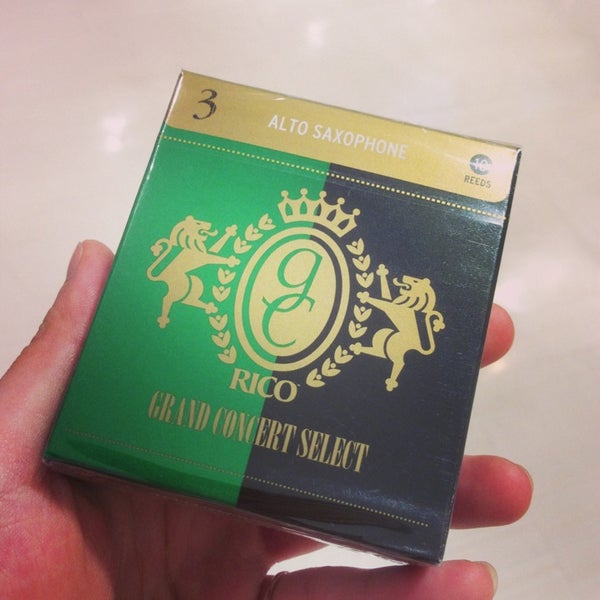 3
ALTO SAXOPHONE
10
REEDS
gc
RICO
GRAND CONCERT SELECT